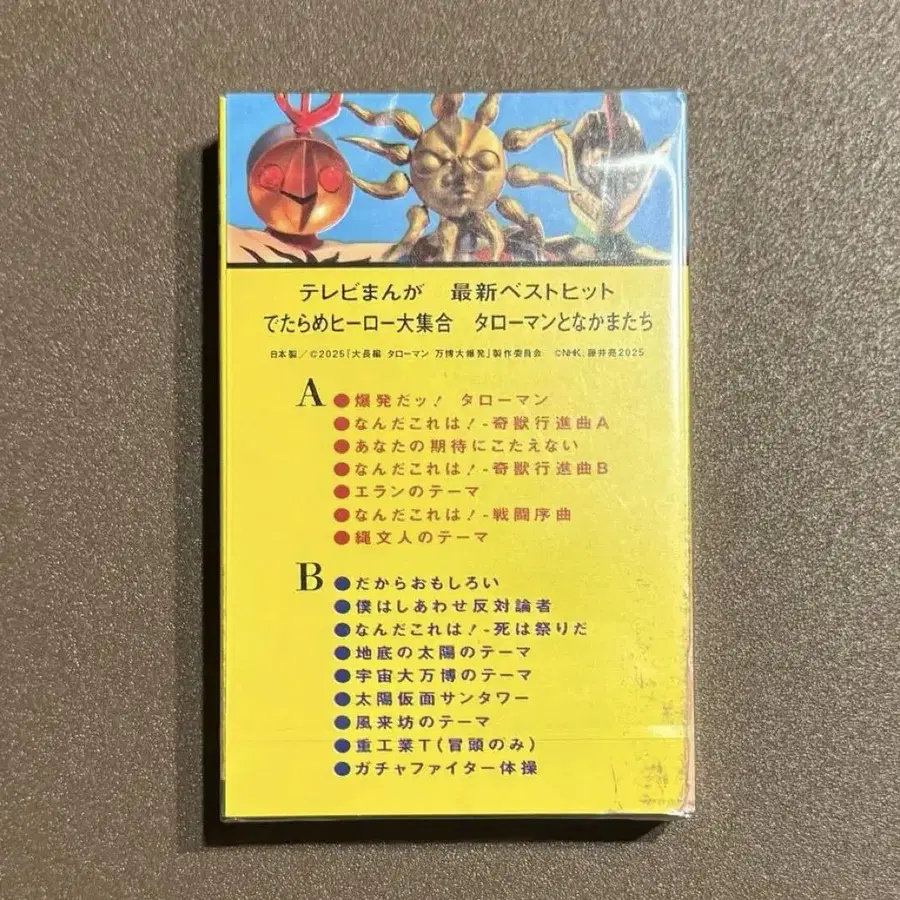 テレビまんが 最新ベストヒット
でたらめヒーロー大集合 タローマンとなかまたち
日本製/©2025「大長編 タローマン 万博大爆発」製作委員会 ©NHK、藤井亮2025
A
●爆発だッ! タローマン
●なんだこれは!-奇獣行進曲A
●あなたの期待にこたえない
●なんだこれは!-奇獣行進曲B
●エランのテーマ
●なんだこれは!-戦闘序曲
●縄文人のテーマ
B
●だからおもしろい
●僕はしあわせ反対論者
●なんだこれは!-死は祭りだ
●地底の太陽のテーマ
●宇宙大万博のテーマ
●太陽仮面サンタワー
●風来坊のテーマ
●重工業T(冒頭のみ)
●ガチャファイター体操